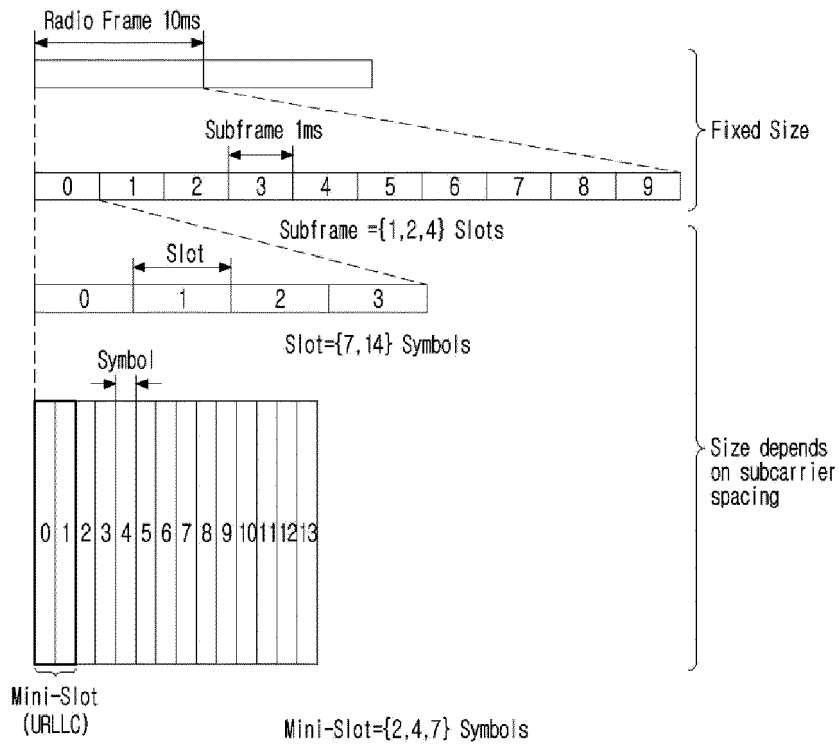 Radio Frame 10ms
Fixed Size
Subframe 1ms
0 1 2 3 4 5 6 7 8 9
Subframe ={1,2,4} Slots
Slot
0 1 2 3
Slot={7,14} Symbols
Symbol
Size depends
on subcarrier
spacing
0 1 2 3 4 5 6 7 8 9 10 11 12 13
Mini-Slot
(URLLC)
Mini-Slot={2,4,7} Symbols